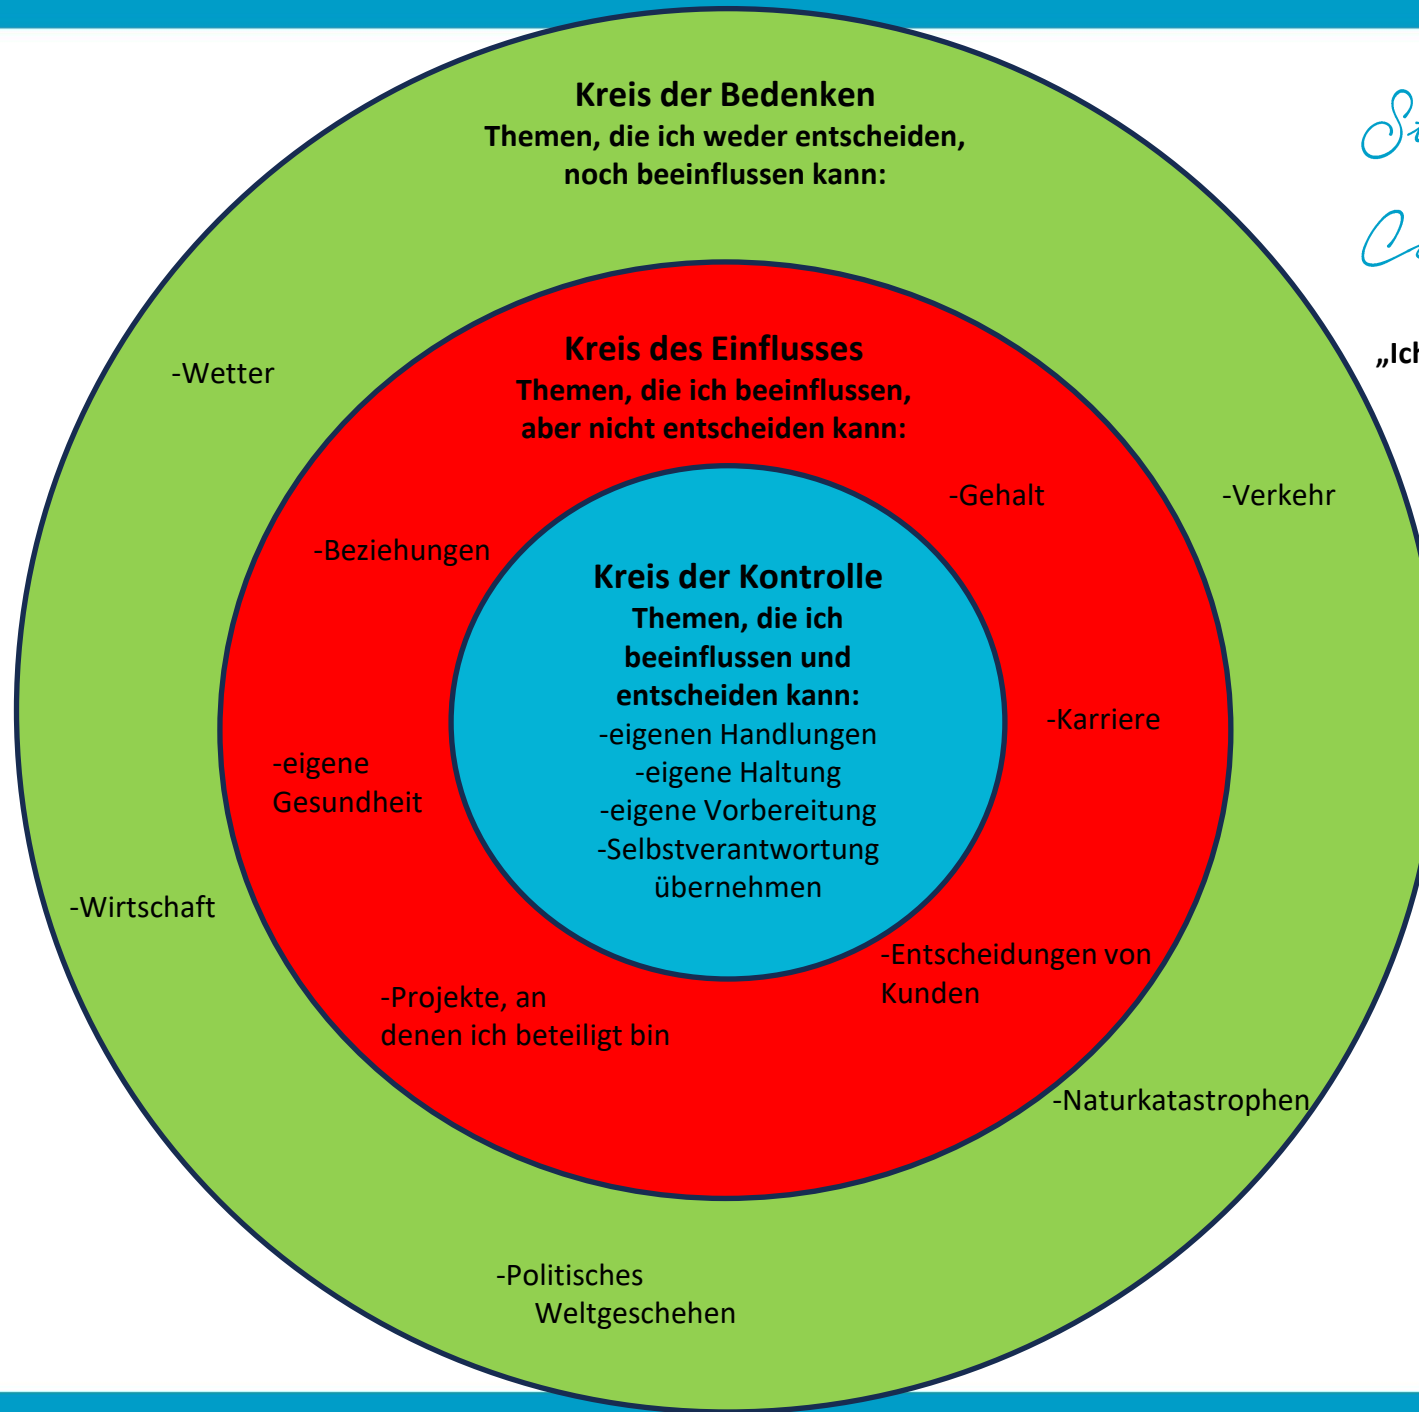 Kreis der Bedenken
Themen, die ich weder entscheiden,
noch beeinflussen kann:
-Wetter
Kreis des Einflusses
Themen, die ich beeinflussen,
aber nicht entscheiden kann:
-Gehalt
-Verkehr
-Beziehungen
Kreis der Kontrolle
Themen, die ich
beeinflussen und
entscheiden kann:
-eigenen Handlungen
-eigene Haltung
-eigene Vorbereitung
-Selbstverantwortung
übernehmen
-Karriere
-eigene
Gesundheit
-Wirtschaft
-Entscheidungen von
Kunden
-Projekte, an
denen ich beteiligt bin
-Naturkatastrophen
-Politisches
Weltgeschehen